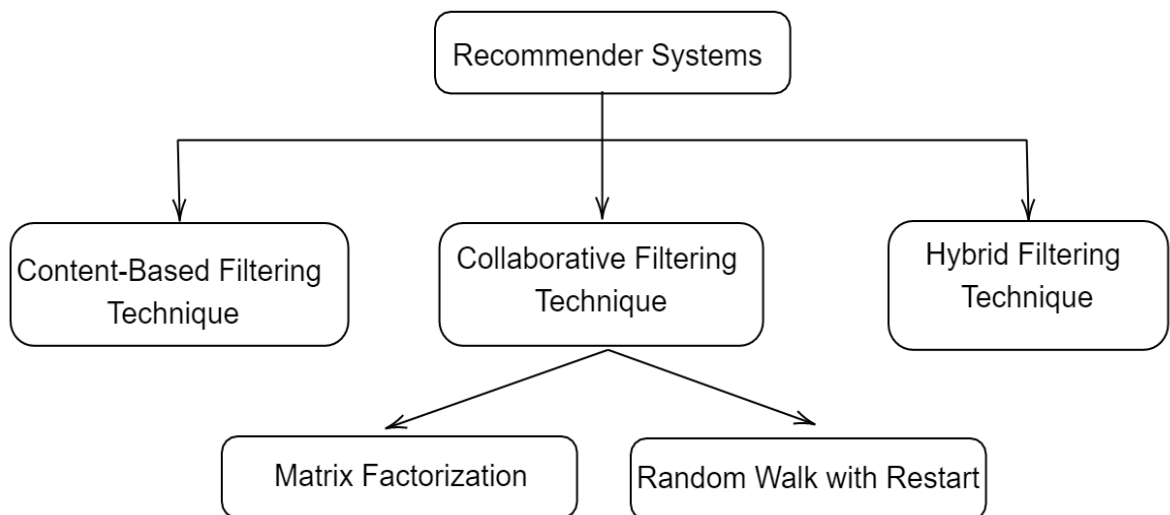 Recommender Systems
Content-Based Filtering
Technique
Collaborative Filtering
Technique
Hybrid Filtering
Technique
Matrix Factorization
Random Walk with Restart